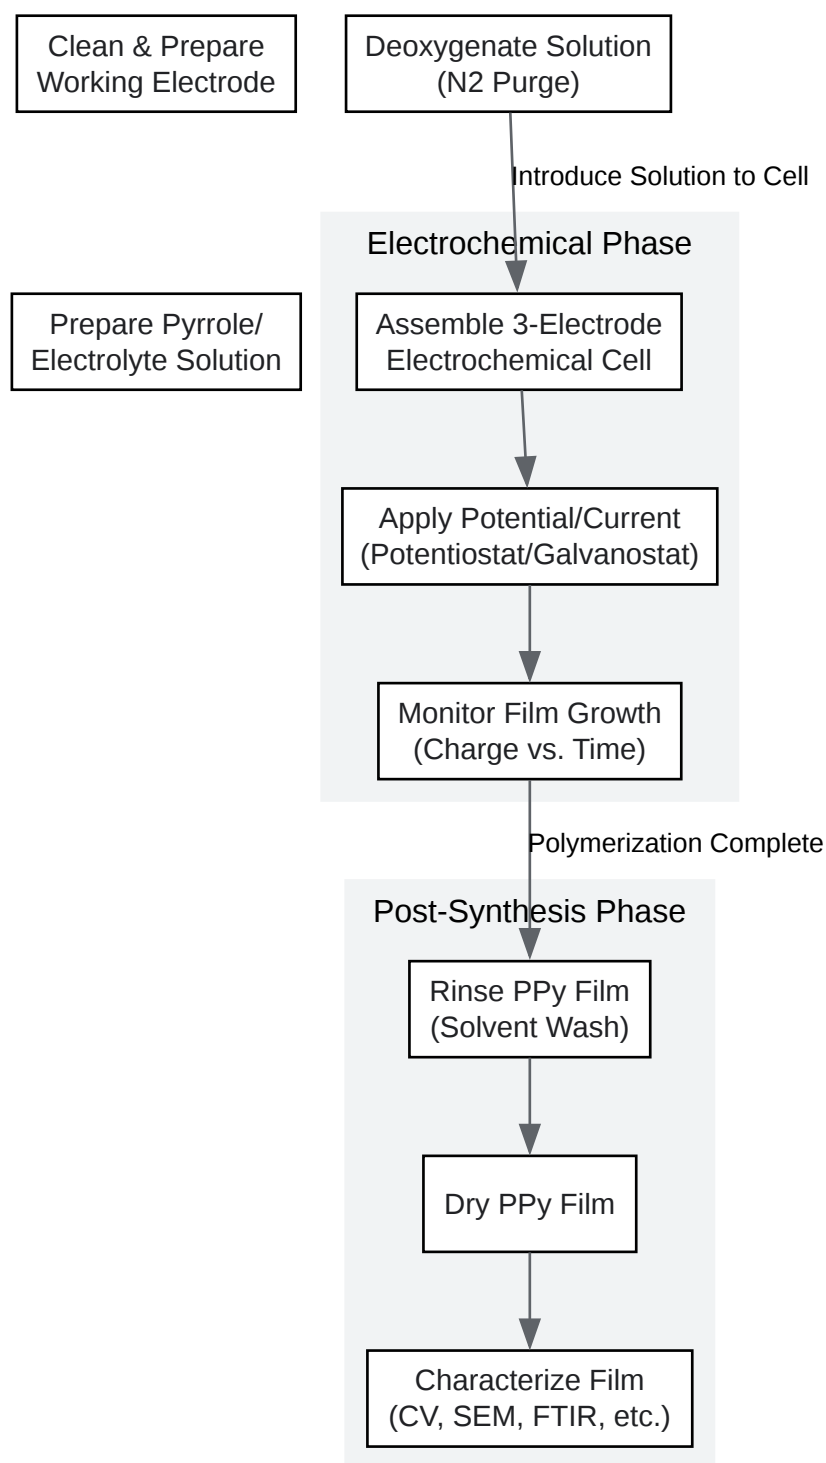 Clean & Prepare
Working Electrode
Deoxygenate Solution
(N2 Purge)
Introduce Solution to Cell
Electrochemical Phase
Prepare Pyrrole/
Electrolyte Solution
Assemble 3-Electrode
Electrochemical Cell
Apply Potential/Current
(Potentiostat/Galvanostat)
Monitor Film Growth
(Charge vs. Time)
Polymerization Complete
Post-Synthesis Phase
Rinse PPy Film
(Solvent Wash)
Dry PPy Film
Characterize Film
(CV, SEM, FTIR, etc.)